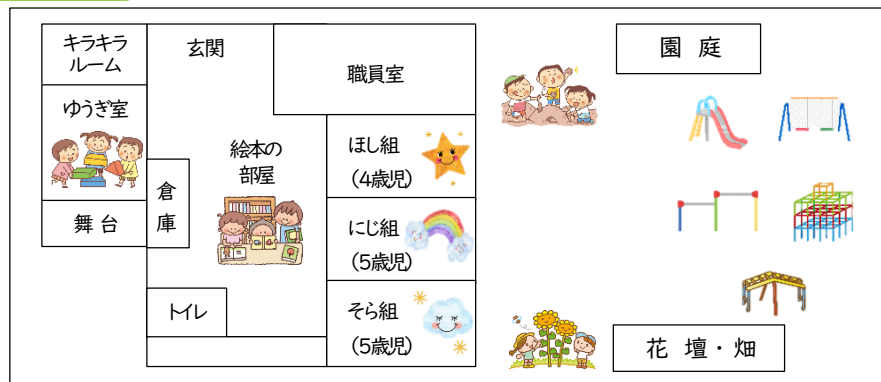 キラキラ
ルーム
玄関
職員室
園 庭
ゆうぎ室
絵本の
部屋
ほし組
(4歳児)
倉
庫
舞 台
にじ組
(5歳児)
トイレ
そら組
(5歳児)
花 壇・畑